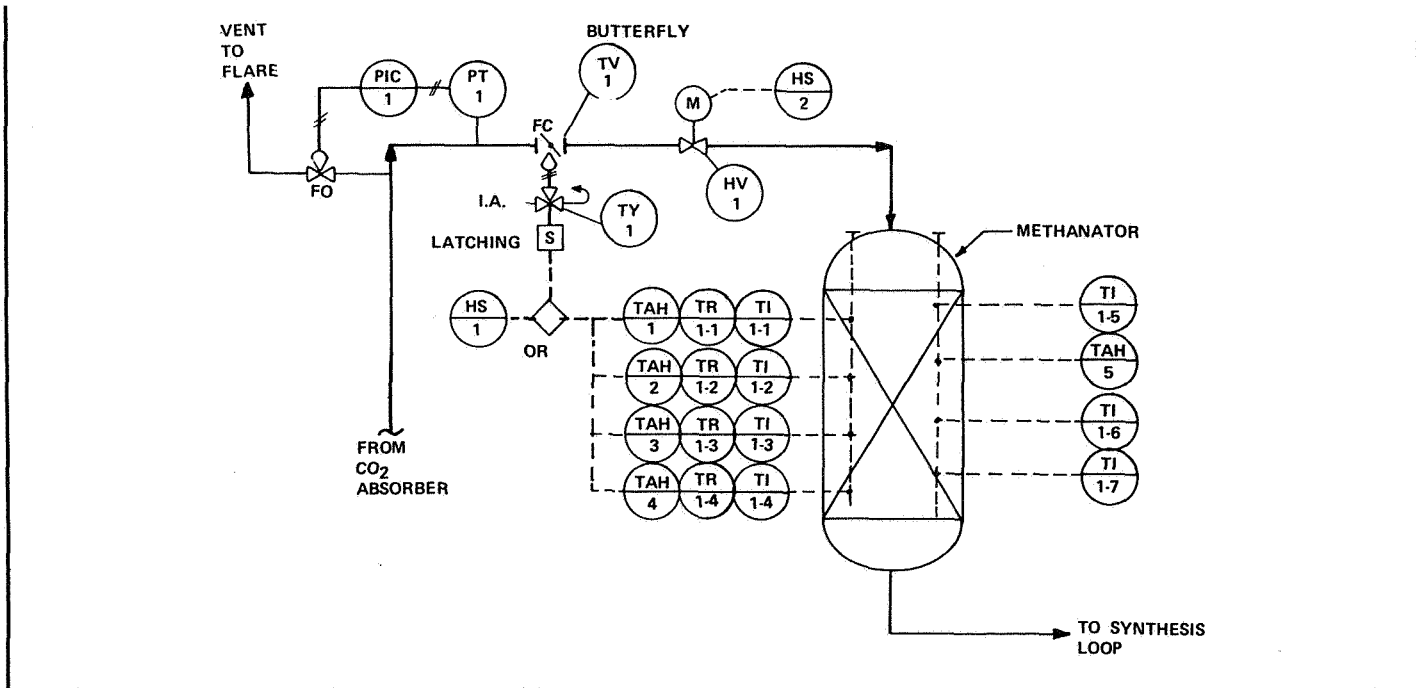 VENT
TO
FLARE
BUTTERFLY
PIC
1
PT
1
TV
1
HS
2
M
FC
FO
HV
1
I.A.
TY
1
LATCHING
S
METHANATOR
HS
1
OR
TAH
1
TR
1-1
TI
1-1
TI
1-5
TAH
2
TR
1-2
TI
1-2
TAH
5
TAH
3
TR
1-3
TI
1-3
TI
1-6
TAH
4
TR
1-4
TI
1-4
TI
1-7
FROM
CO2
ABSORBER
TO SYNTHESIS
LOOP